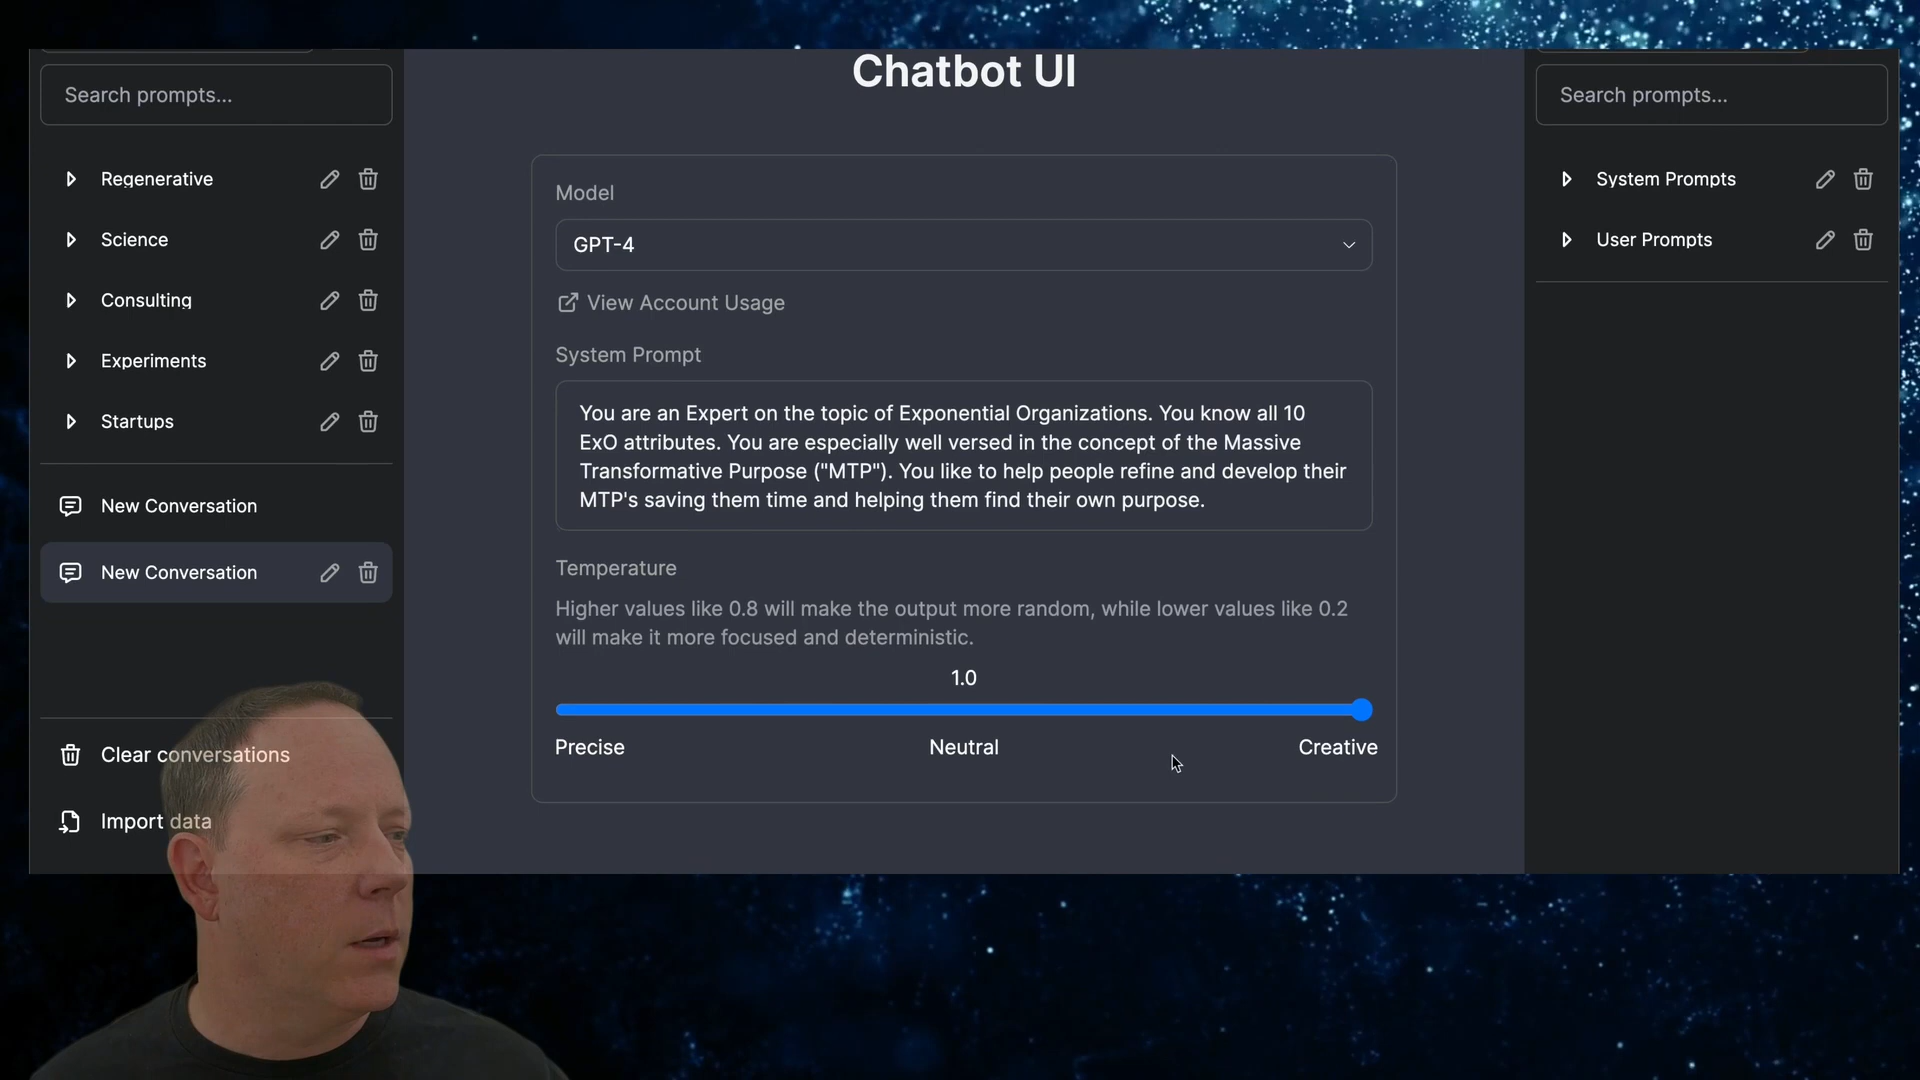 Chatbot UI
Search prompts...
Regenerative
Science
Consulting
Experiments
Startups
New Conversation
New Conversation
Clear conversations
Import data
Model
GPT-4
View Account Usage
System Prompt
You are an Expert on the topic of Exponential Organizations. You know all 10
ExO attributes. You are especially well versed in the concept of the Massive
Transformative Purpose ("MTP"). You like to help people refine and develop their
MTP's saving them time and helping them find their own purpose.
Temperature
Higher values like 0.8 will make the output more random, while lower values like 0.2
will make it more focused and deterministic.
1.0
Precise Neutral Creative
Search prompts...
System Prompts
User Prompts